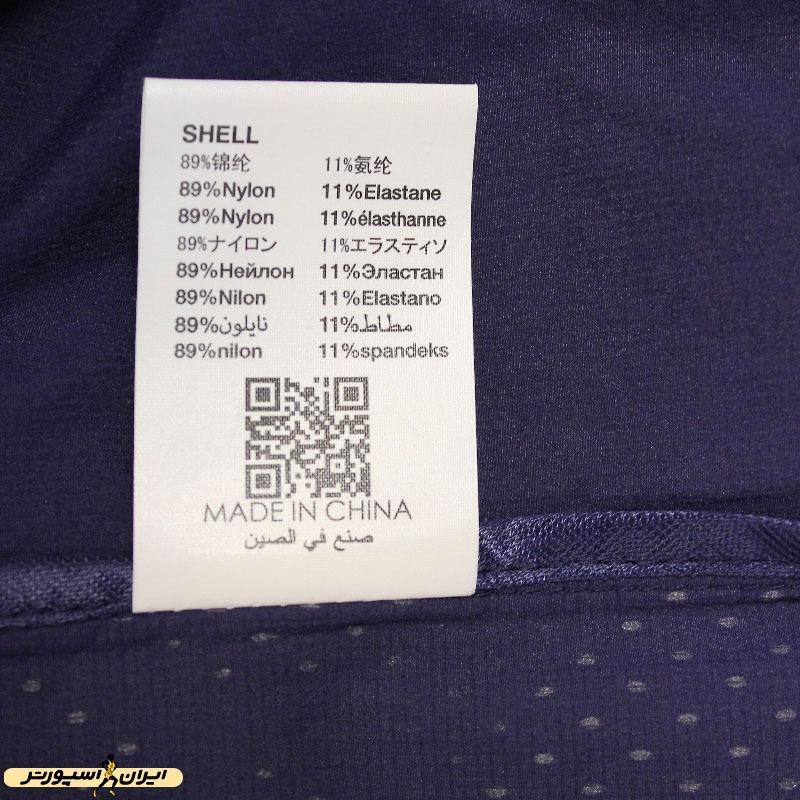 SHELL
89%锦纶 11%氨纶
89%Nylon 11%Elastane
89%Nylon 11%élasthanne
89%ナイロン 11%エラスティソ
89%Нейлон 11%Эластан
89%Nilon 11%Elastano
89%نايلون 11%مطاط
89%nilon 11%spandeks
MADE IN CHINA
صنع في الصين
ایران اسپورتر